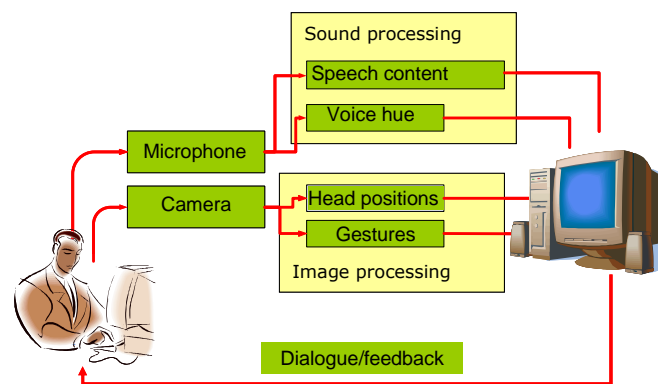 Sound processing
Speech content
Voice hue
Microphone
Camera
Head positions
Gestures
Image processing
Dialogue/feedback